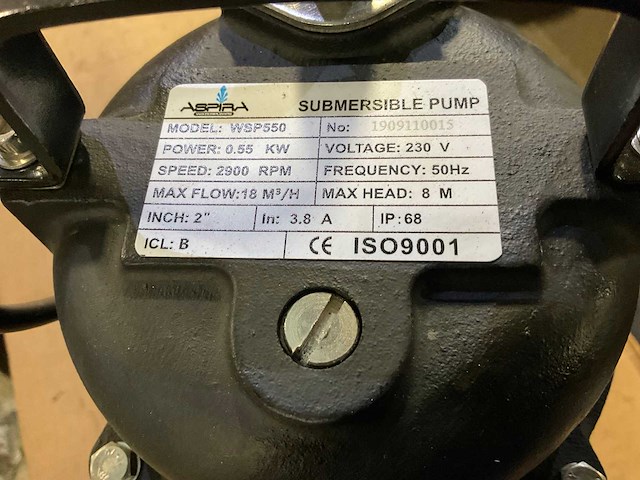 ASPIRA SUBMERSIBLE PUMP
MODEL: WSP550 No: 1909110015
POWER: 0.55 KW VOLTAGE: 230 V
SPEED: 2900 RPM FREQUENCY: 50Hz
MAX FLOW:18 M³/H MAX HEAD: 8 M
INCH: 2" In: 3.8 A IP:68
ICL: B CE ISO9001